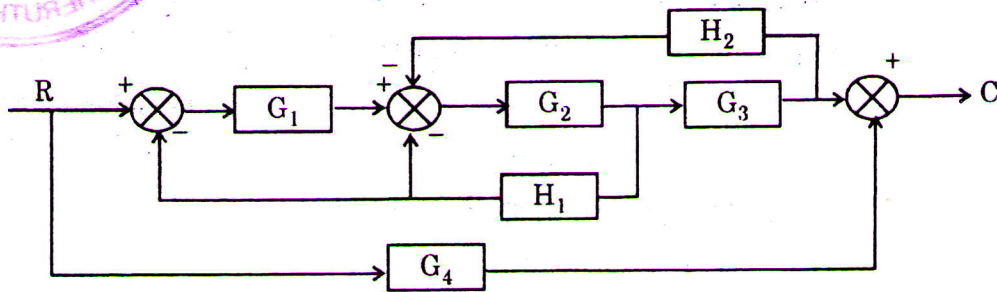 H₂
R + − G₁ + − − G₂ G₃ + C
H₁
G₄